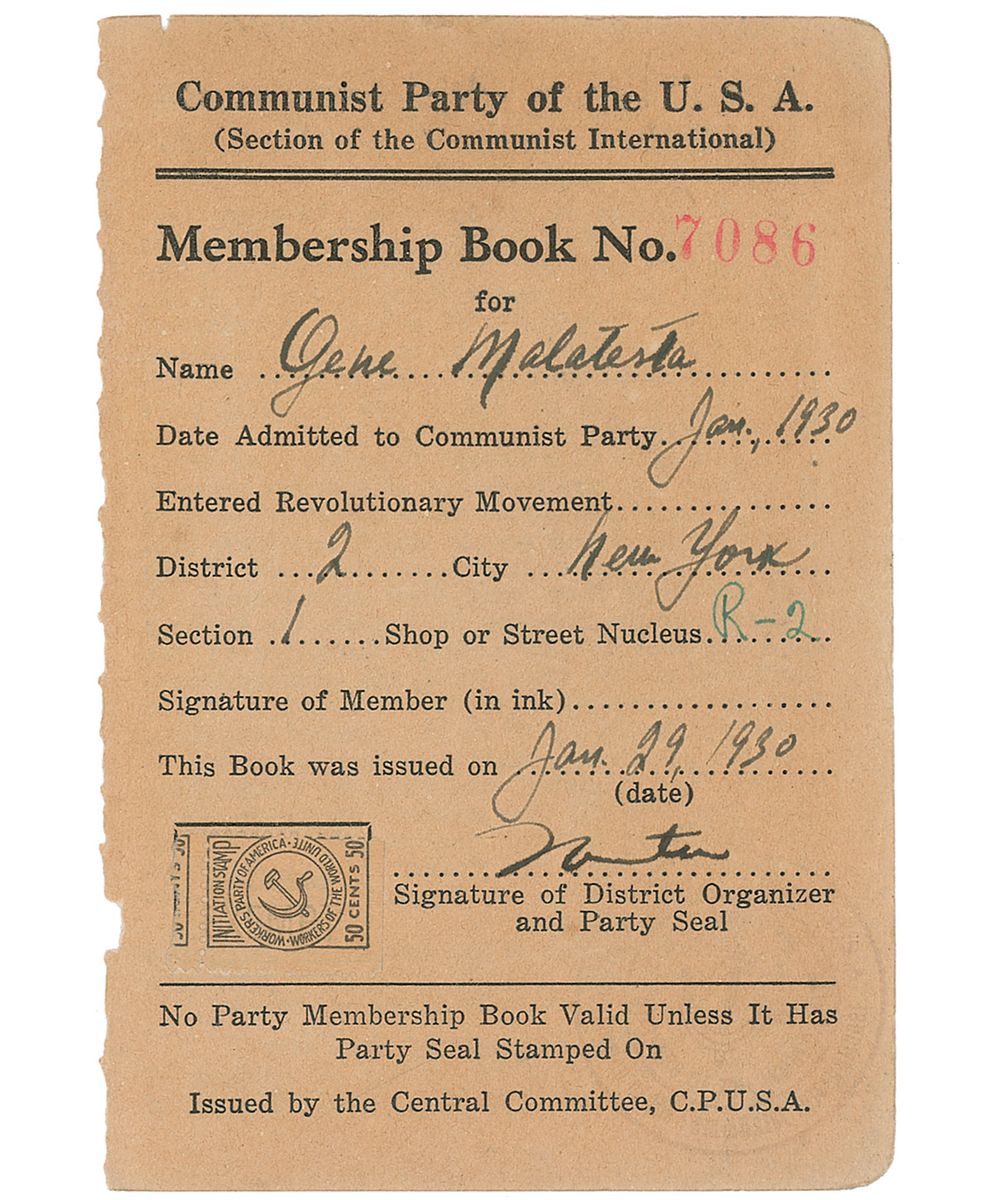 Communist Party of the U. S. A.
(Section of the Communist International)
Membership Book No. 7086
for
Name Gene Malatesta
Date Admitted to Communist Party Jan., 1930
Entered Revolutionary Movement
District 2 City New York
Section 1 Shop or Street Nucleus R-2
Signature of Member (in ink)
This Book was issued on Jan. 29, 1930
(date)
INITIATION STAMP
WORKERS PARTY OF AMERICA · WORKERS OF THE WORLD UNITE ·
50 CENTS 50
Signature of District Organizer
and Party Seal
No Party Membership Book Valid Unless It Has
Party Seal Stamped On
Issued by the Central Committee, C.P.U.S.A.